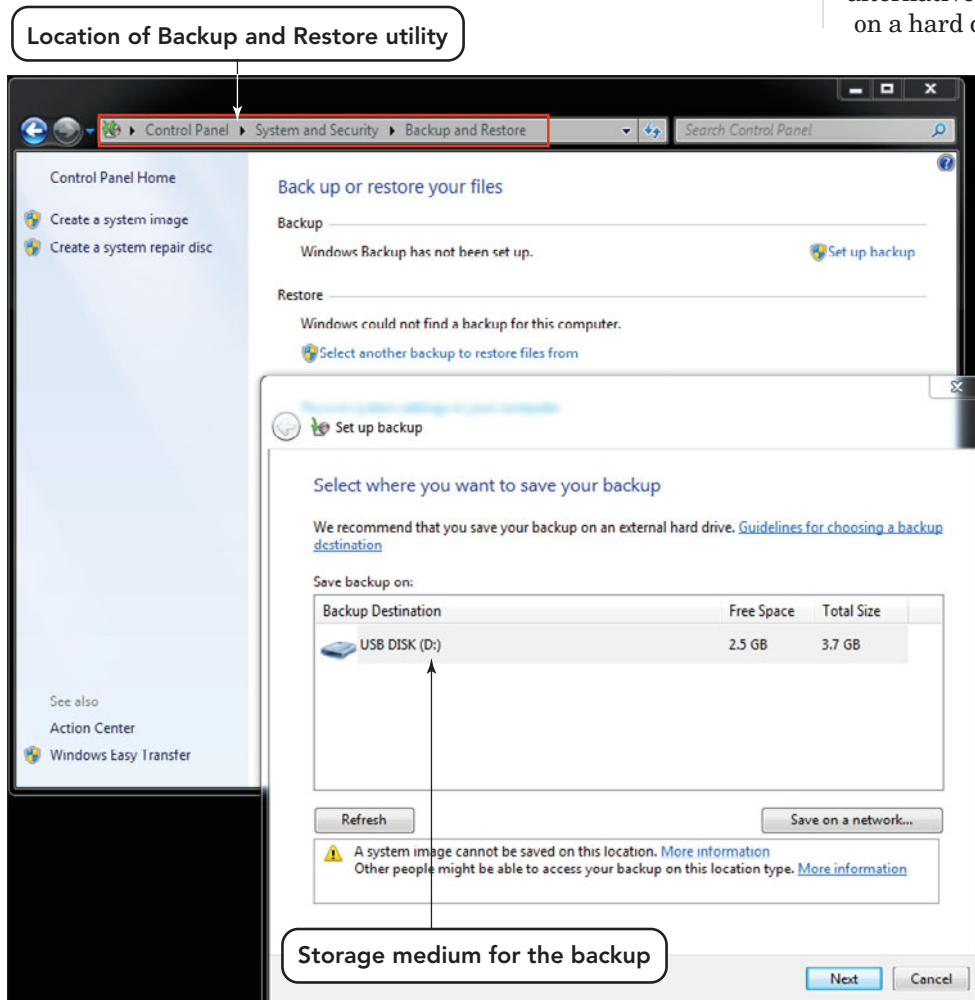 alternative
on a hard
Location of Backup and Restore utility
Control Panel ▸ System and Security ▸ Backup and Restore
Search Control Panel
Control Panel Home
Create a system image
Create a system repair disc
Back up or restore your files
Backup
Windows Backup has not been set up.
Set up backup
Restore
Windows could not find a backup for this computer.
Select another backup to restore files from
Set up backup
Select where you want to save your backup
We recommend that you save your backup on an external hard drive. Guidelines for choosing a backup
destination
Save backup on:
Backup Destination Free Space Total Size
USB DISK (D:) 2.5 GB 3.7 GB
See also
Action Center
Windows Easy Transfer
Refresh
Save on a network...
A system image cannot be saved on this location. More information
Other people might be able to access your backup on this location type. More information
Storage medium for the backup
Next
Cancel